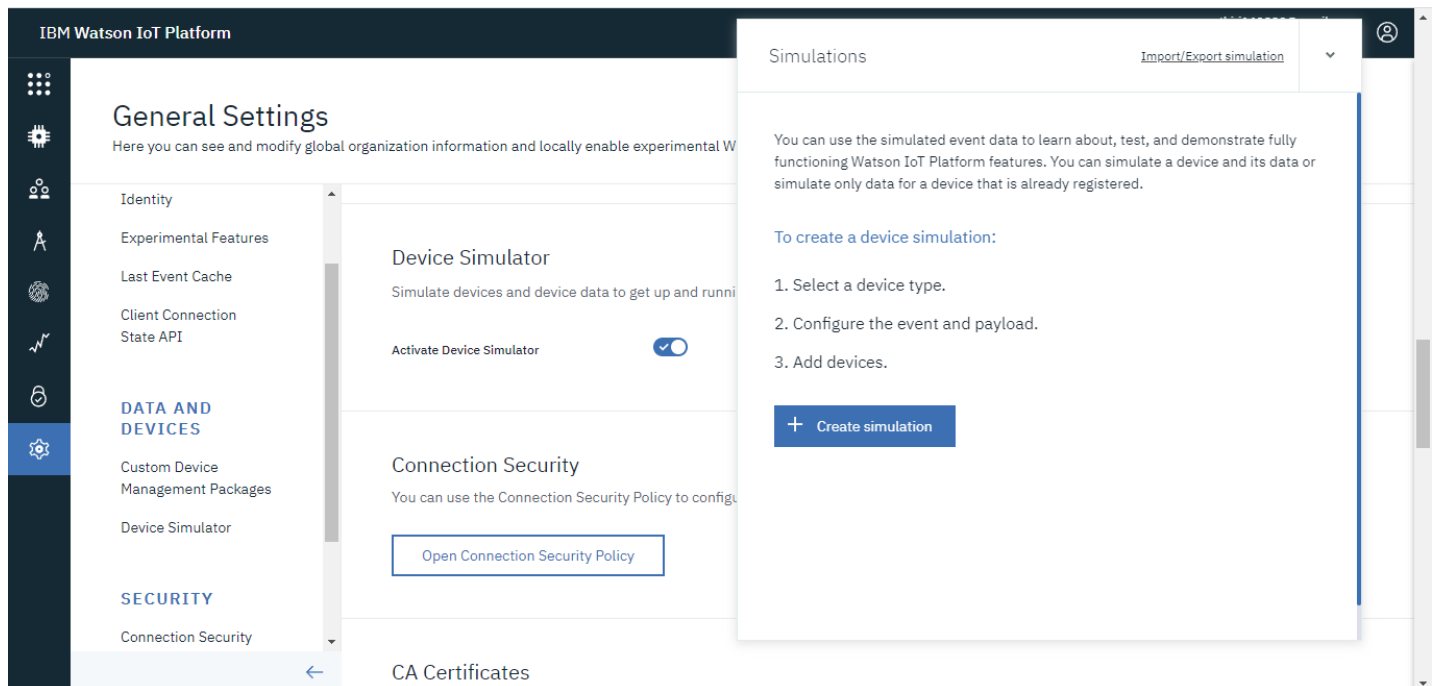 IBM Watson IoT Platform
General Settings
Here you can see and modify global organization information and locally enable experimental W
Identity
Experimental Features
Last Event Cache
Client Connection
State API
DATA AND
DEVICES
Custom Device
Management Packages
Device Simulator
SECURITY
Connection Security
Device Simulator
Simulate devices and device data to get up and runni
Activate Device Simulator
Connection Security
You can use the Connection Security Policy to configu
Open Connection Security Policy
CA Certificates
Simulations
Import/Export simulation
You can use the simulated event data to learn about, test, and demonstrate fully
functioning Watson IoT Platform features. You can simulate a device and its data or
simulate only data for a device that is already registered.
To create a device simulation:
1. Select a device type.
2. Configure the event and payload.
3. Add devices.
+ Create simulation